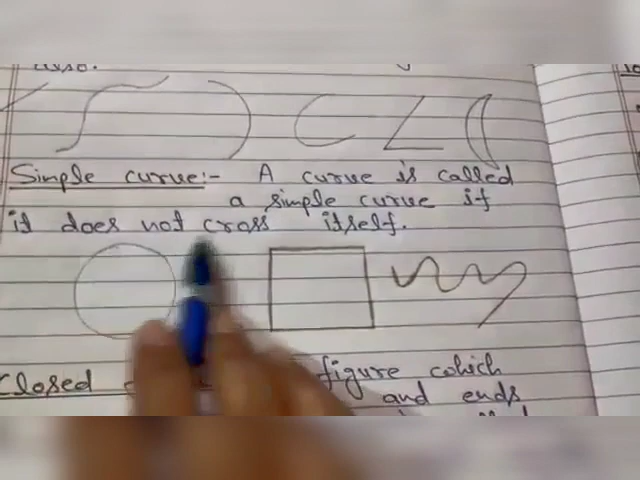 Simple curve:- A curve is called
a simple curve if
it does not cross itself.
Closed figure which
and ends